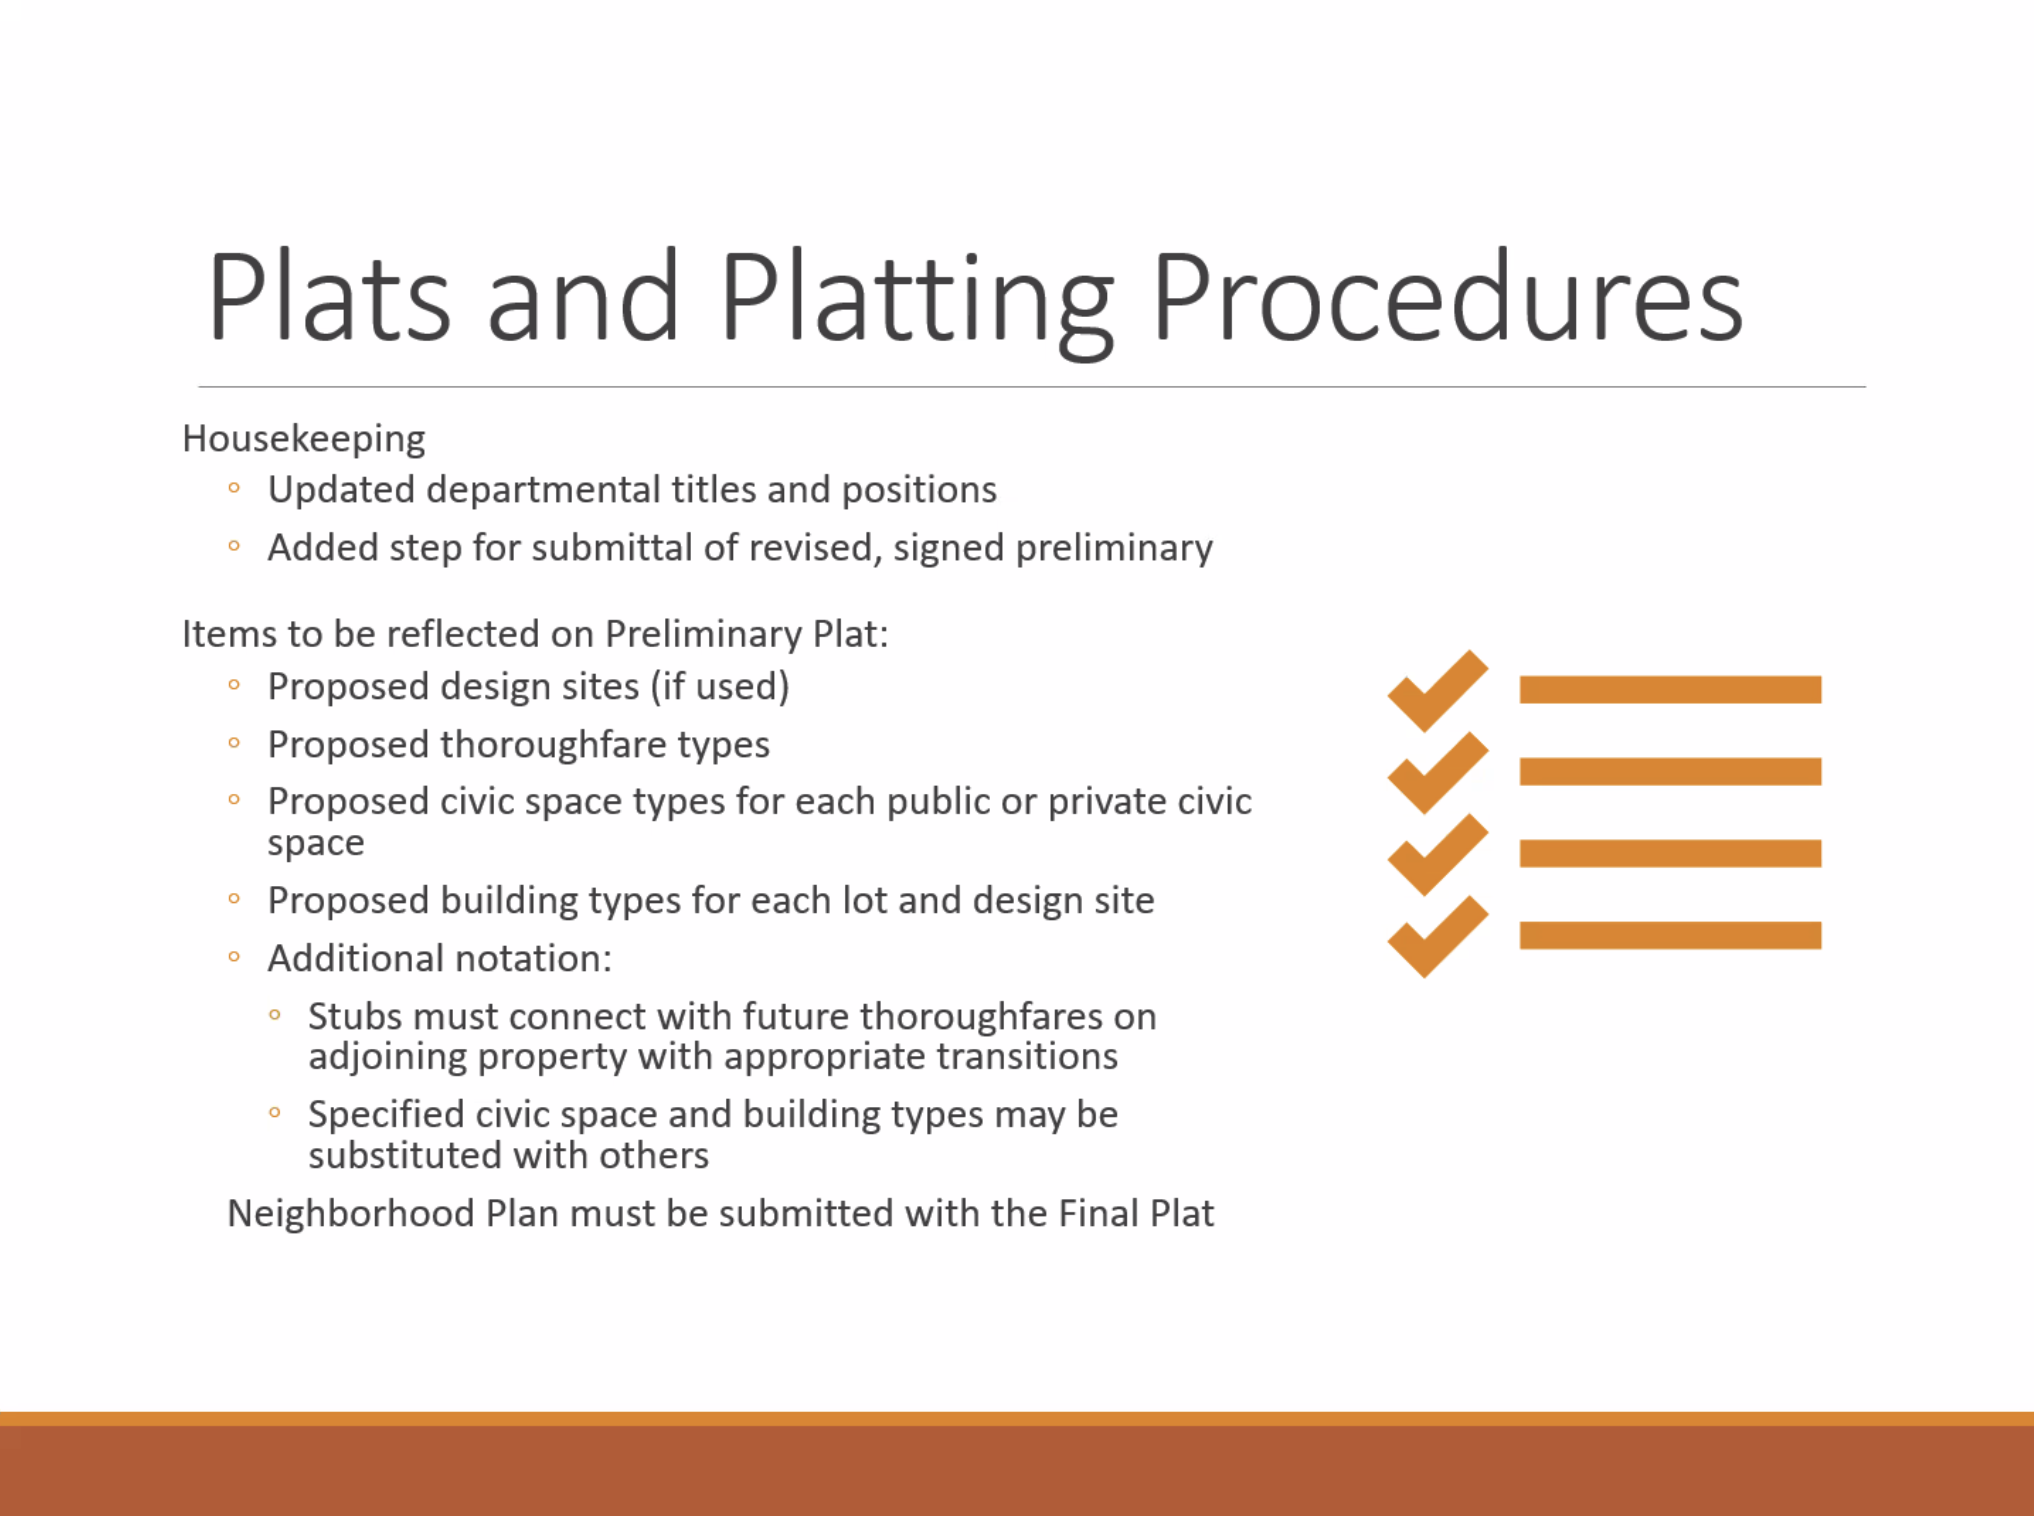 Plats and Platting Procedures
Housekeeping
◦ Updated departmental titles and positions
◦ Added step for submittal of revised, signed preliminary
Items to be reflected on Preliminary Plat:
◦ Proposed design sites (if used)
◦ Proposed thoroughfare types
◦ Proposed civic space types for each public or private civic
space
◦ Proposed building types for each lot and design site
◦ Additional notation:
◦ Stubs must connect with future thoroughfares on
adjoining property with appropriate transitions
◦ Specified civic space and building types may be
substituted with others
Neighborhood Plan must be submitted with the Final Plat